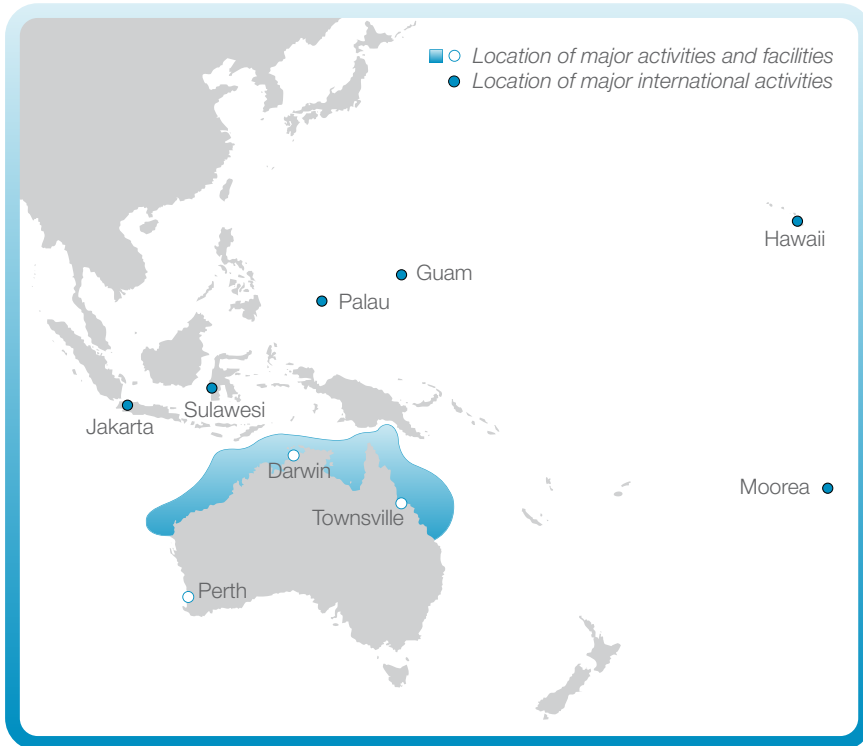 Location of major activities and facilities
Location of major international activities
Hawaii
Guam
Palau
Sulawesi
Jakarta
Darwin
Moorea
Townsville
Perth